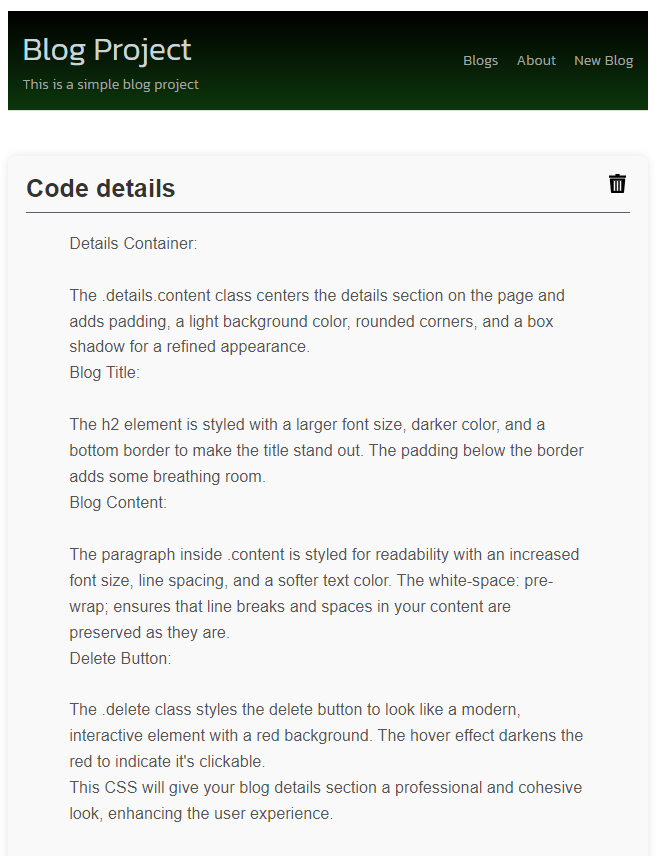 Blog Project
This is a simple blog project
Blogs About New Blog
Code details
Details Container:
The .details.content class centers the details section on the page and
adds padding, a light background color, rounded corners, and a box
shadow for a refined appearance.
Blog Title:
The h2 element is styled with a larger font size, darker color, and a
bottom border to make the title stand out. The padding below the border
adds some breathing room.
Blog Content:
The paragraph inside .content is styled for readability with an increased
font size, line spacing, and a softer text color. The white-space: pre-
wrap; ensures that line breaks and spaces in your content are
preserved as they are.
Delete Button:
The .delete class styles the delete button to look like a modern,
interactive element with a red background. The hover effect darkens the
red to indicate it's clickable.
This CSS will give your blog details section a professional and cohesive
look, enhancing the user experience.